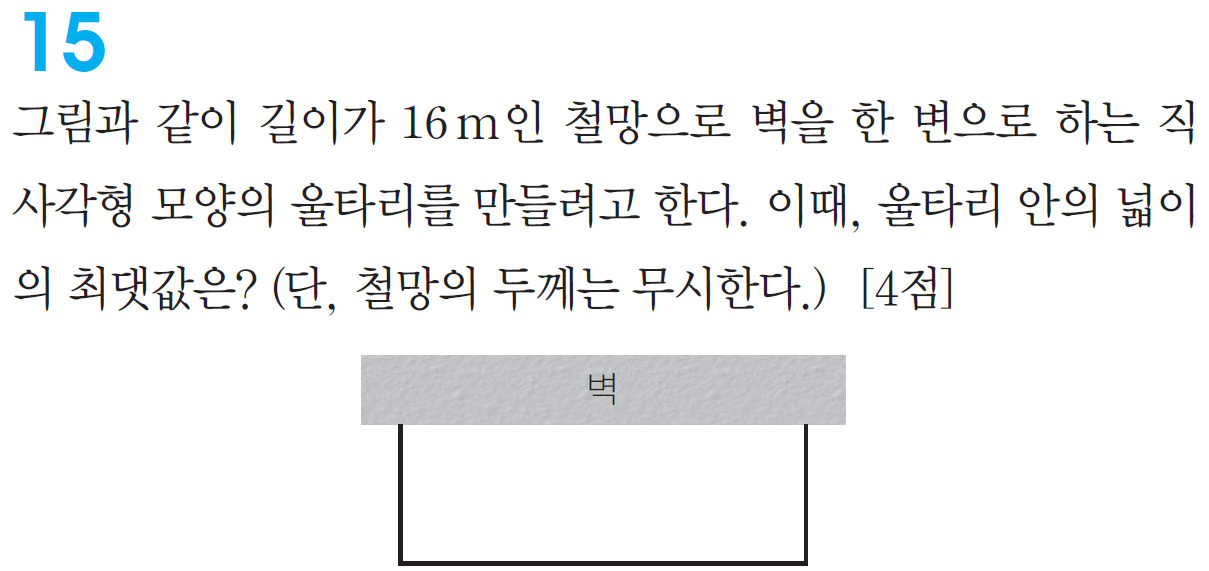 15
그림과 같이 길이가 16 m인 철망으로 벽을 한 변으로 하는 직
사각형 모양의 울타리를 만들려고 한다. 이때, 울타리 안의 넓이
의 최댓값은? (단, 철망의 두께는 무시한다.) [4점]
벽